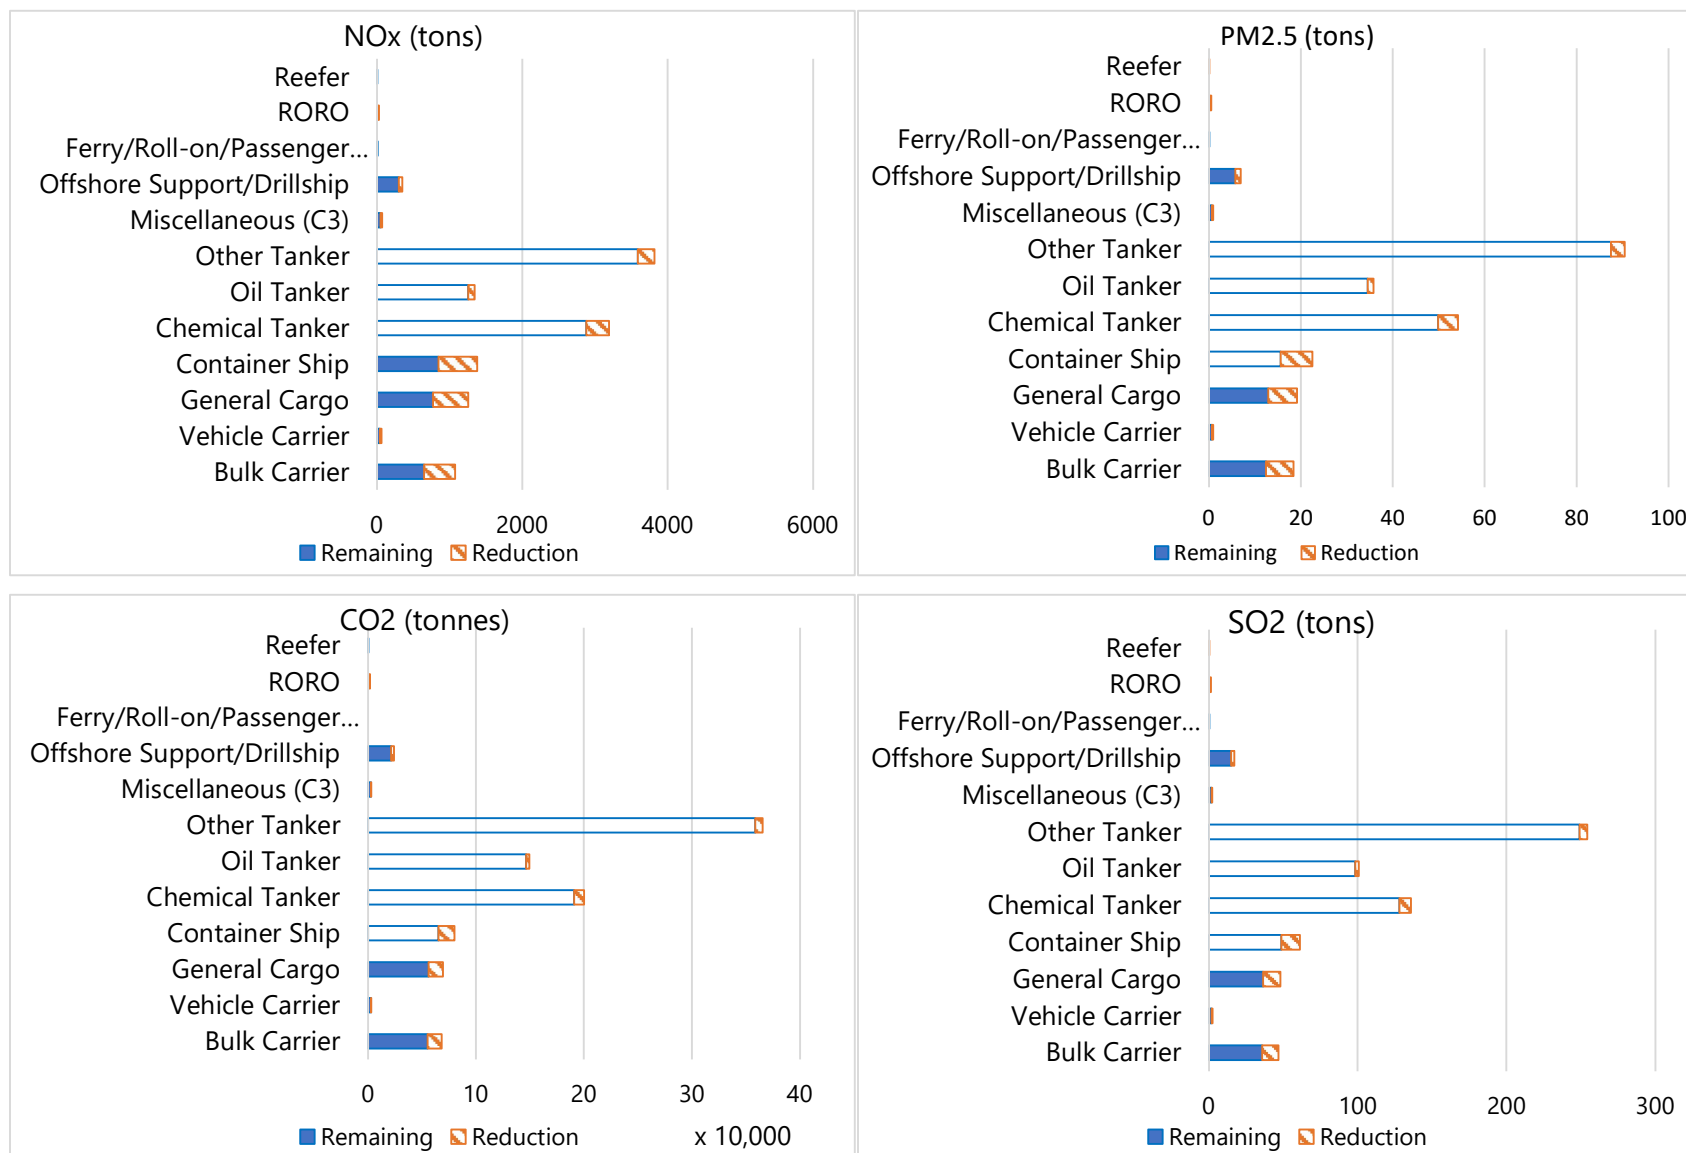 NOx (tons)
Reefer
RORO
Ferry/Roll-on/Passenger...
Offshore Support/Drillship
Miscellaneous (C3)
Other Tanker
Oil Tanker
Chemical Tanker
Container Ship
General Cargo
Vehicle Carrier
Bulk Carrier
0 2000 4000 6000
Remaining Reduction
PM2.5 (tons)
Reefer
RORO
Ferry/Roll-on/Passenger...
Offshore Support/Drillship
Miscellaneous (C3)
Other Tanker
Oil Tanker
Chemical Tanker
Container Ship
General Cargo
Vehicle Carrier
Bulk Carrier
0 20 40 60 80 100
Remaining Reduction
CO2 (tonnes)
Reefer
RORO
Ferry/Roll-on/Passenger...
Offshore Support/Drillship
Miscellaneous (C3)
Other Tanker
Oil Tanker
Chemical Tanker
Container Ship
General Cargo
Vehicle Carrier
Bulk Carrier
0 10 20 30 40
Remaining Reduction x 10,000
SO2 (tons)
Reefer
RORO
Ferry/Roll-on/Passenger...
Offshore Support/Drillship
Miscellaneous (C3)
Other Tanker
Oil Tanker
Chemical Tanker
Container Ship
General Cargo
Vehicle Carrier
Bulk Carrier
0 100 200 300
Remaining Reduction